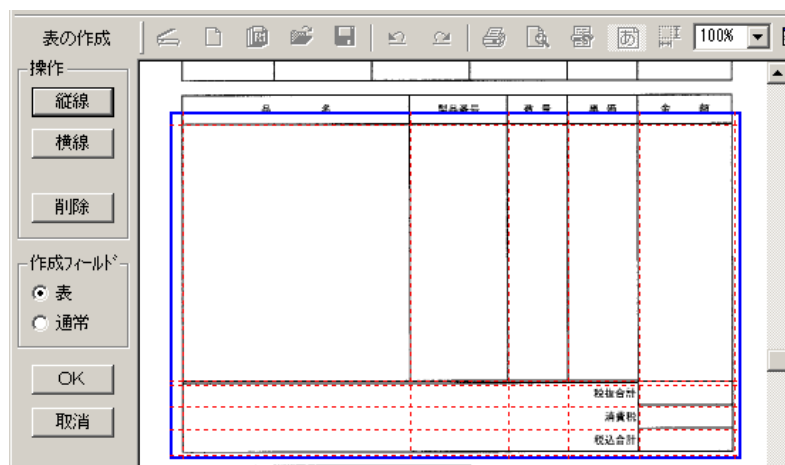 表の作成
100%
操作
縦線
横線
削除
作成フィールド
表
通常
OK
取消
品 名 製品番号 数量 単価 金額
税抜合計
消費税
税込合計